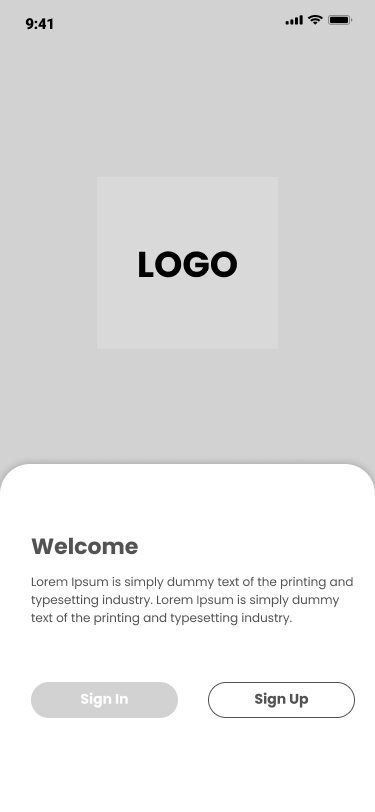 9:41
LOGO
Welcome
Lorem Ipsum is simply dummy text of the printing and
typesetting industry. Lorem Ipsum is simply dummy
text of the printing and typesetting industry.
Sign In
Sign Up